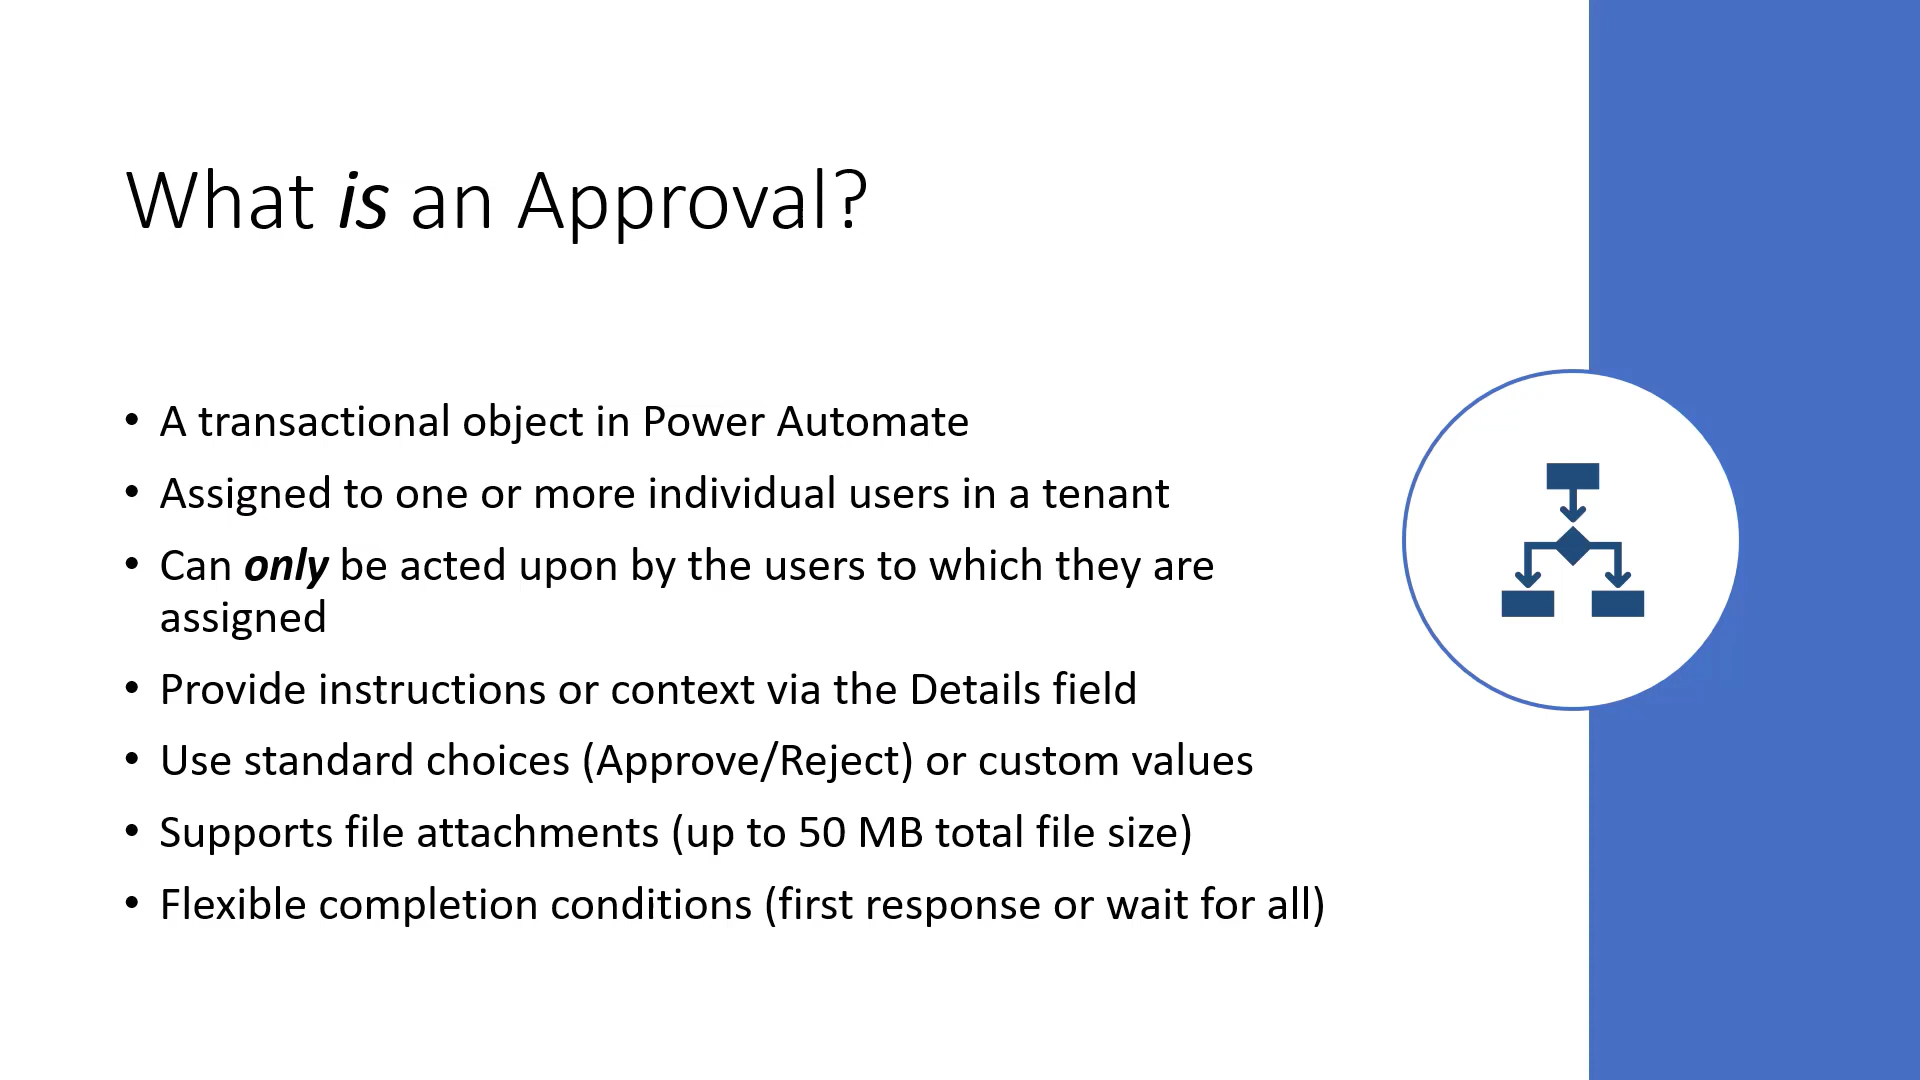 What is an Approval?
• A transactional object in Power Automate
• Assigned to one or more individual users in a tenant
• Can only be acted upon by the users to which they are
assigned
• Provide instructions or context via the Details field
• Use standard choices (Approve/Reject) or custom values
• Supports file attachments (up to 50 MB total file size)
• Flexible completion conditions (first response or wait for all)